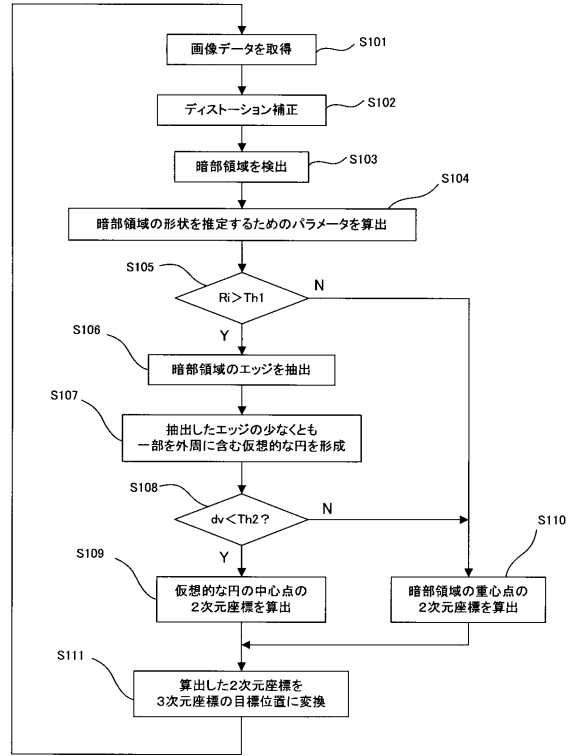 画像データを取得
S101
ディストーション補正
S102
暗部領域を検出
S103
暗部領域の形状を推定するためのパラメータを算出
S104
S105
Ri>Th1
N
Y
S106
暗部領域のエッジを抽出
S107
抽出したエッジの少なくとも
一部を外周に含む仮想的な円を形成
S108
dv<Th2?
N
Y
S109
仮想的な円の中心点の
2次元座標を算出
S110
暗部領域の重心点の
2次元座標を算出
S111
算出した2次元座標を
3次元座標の目標位置に変換